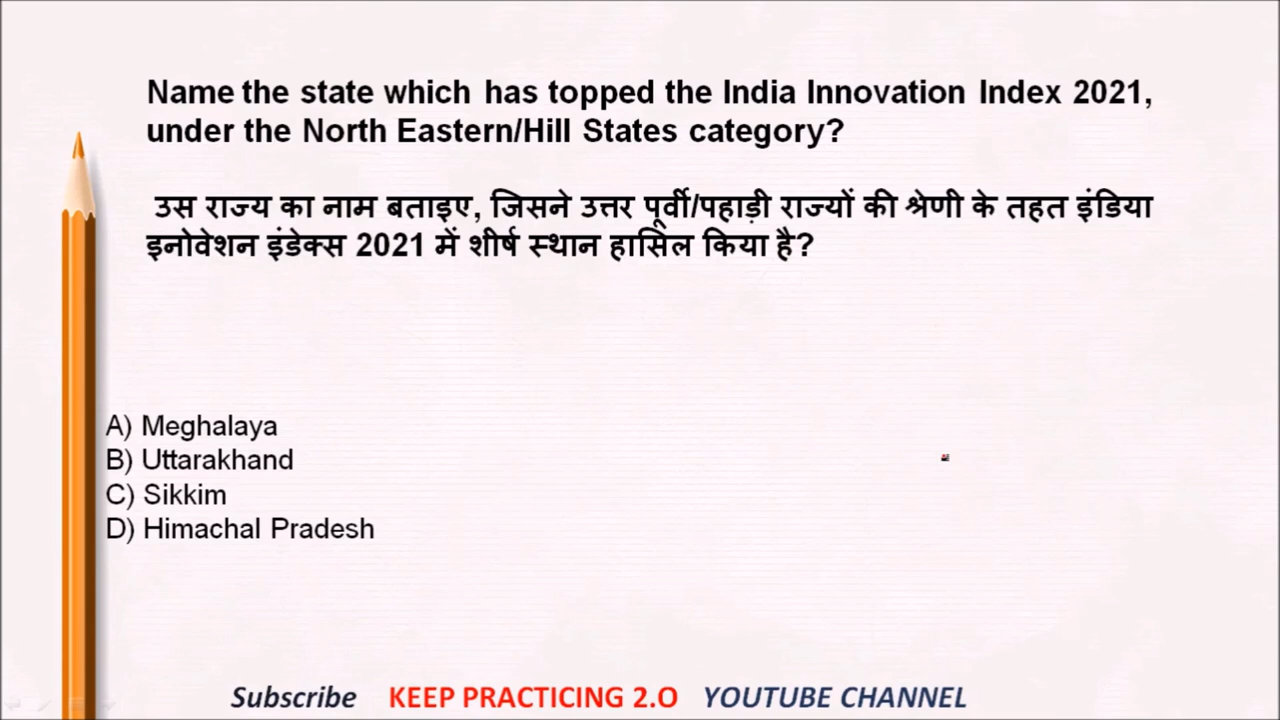 Name the state which has topped the India Innovation Index 2021,
under the North Eastern/Hill States category?
उस राज्य का नाम बताइए, जिसने उत्तर पूर्वी/पहाड़ी राज्यों की श्रेणी के तहत इंडिया
इनोवेशन इंडेक्स 2021 में शीर्ष स्थान हासिल किया है?
A) Meghalaya
B) Uttarakhand
C) Sikkim
D) Himachal Pradesh
Subscribe KEEP PRACTICING 2.O YOUTUBE CHANNEL